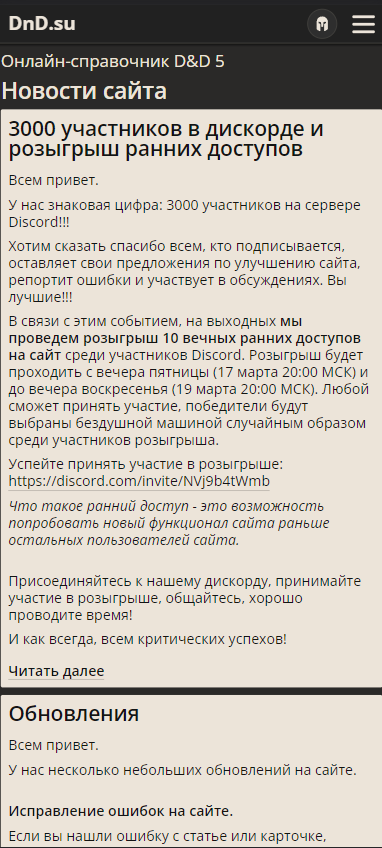 DnD.su
Онлайн-справочник D&D 5
Новости сайта
3000 участников в дискорде и
розыгрыш ранних доступов
Всем привет.
У нас знаковая цифра: 3000 участников на сервере
Discord!!!
Хотим сказать спасибо всем, кто подписывается,
оставляет свои предложения по улучшению сайта,
репортит ошибки и участвует в обсуждениях. Вы
лучшие!!!
В связи с этим событием, на выходных мы
проведем розыгрыш 10 вечных ранних доступов
на сайт среди участников Discord. Розыгрыш будет
проходить с вечера пятницы (17 марта 20:00 МСК) и
до вечера воскресенья (19 марта 20:00 МСК). Любой
сможет принять участие, победители будут
выбраны бездушной машиной случайным образом
среди участников розыгрыша.
Успейте принять участие в розыгрыше:
https://discord.com/invite/NVj9b4tWmb
Что такое ранний доступ - это возможность
попробовать новый функционал сайта раньше
остальных пользователей сайта.
Присоединяйтесь к нашему дискорду, принимайте
участие в розыгрыше, общайтесь, хорошо
проводите время!
И как всегда, всем критических успехов!
Читать далее
Обновления
Всем привет.
У нас несколько небольших обновлений на сайте.
Исправление ошибок на сайте.
Если вы нашли ошибку с статье или карточке,